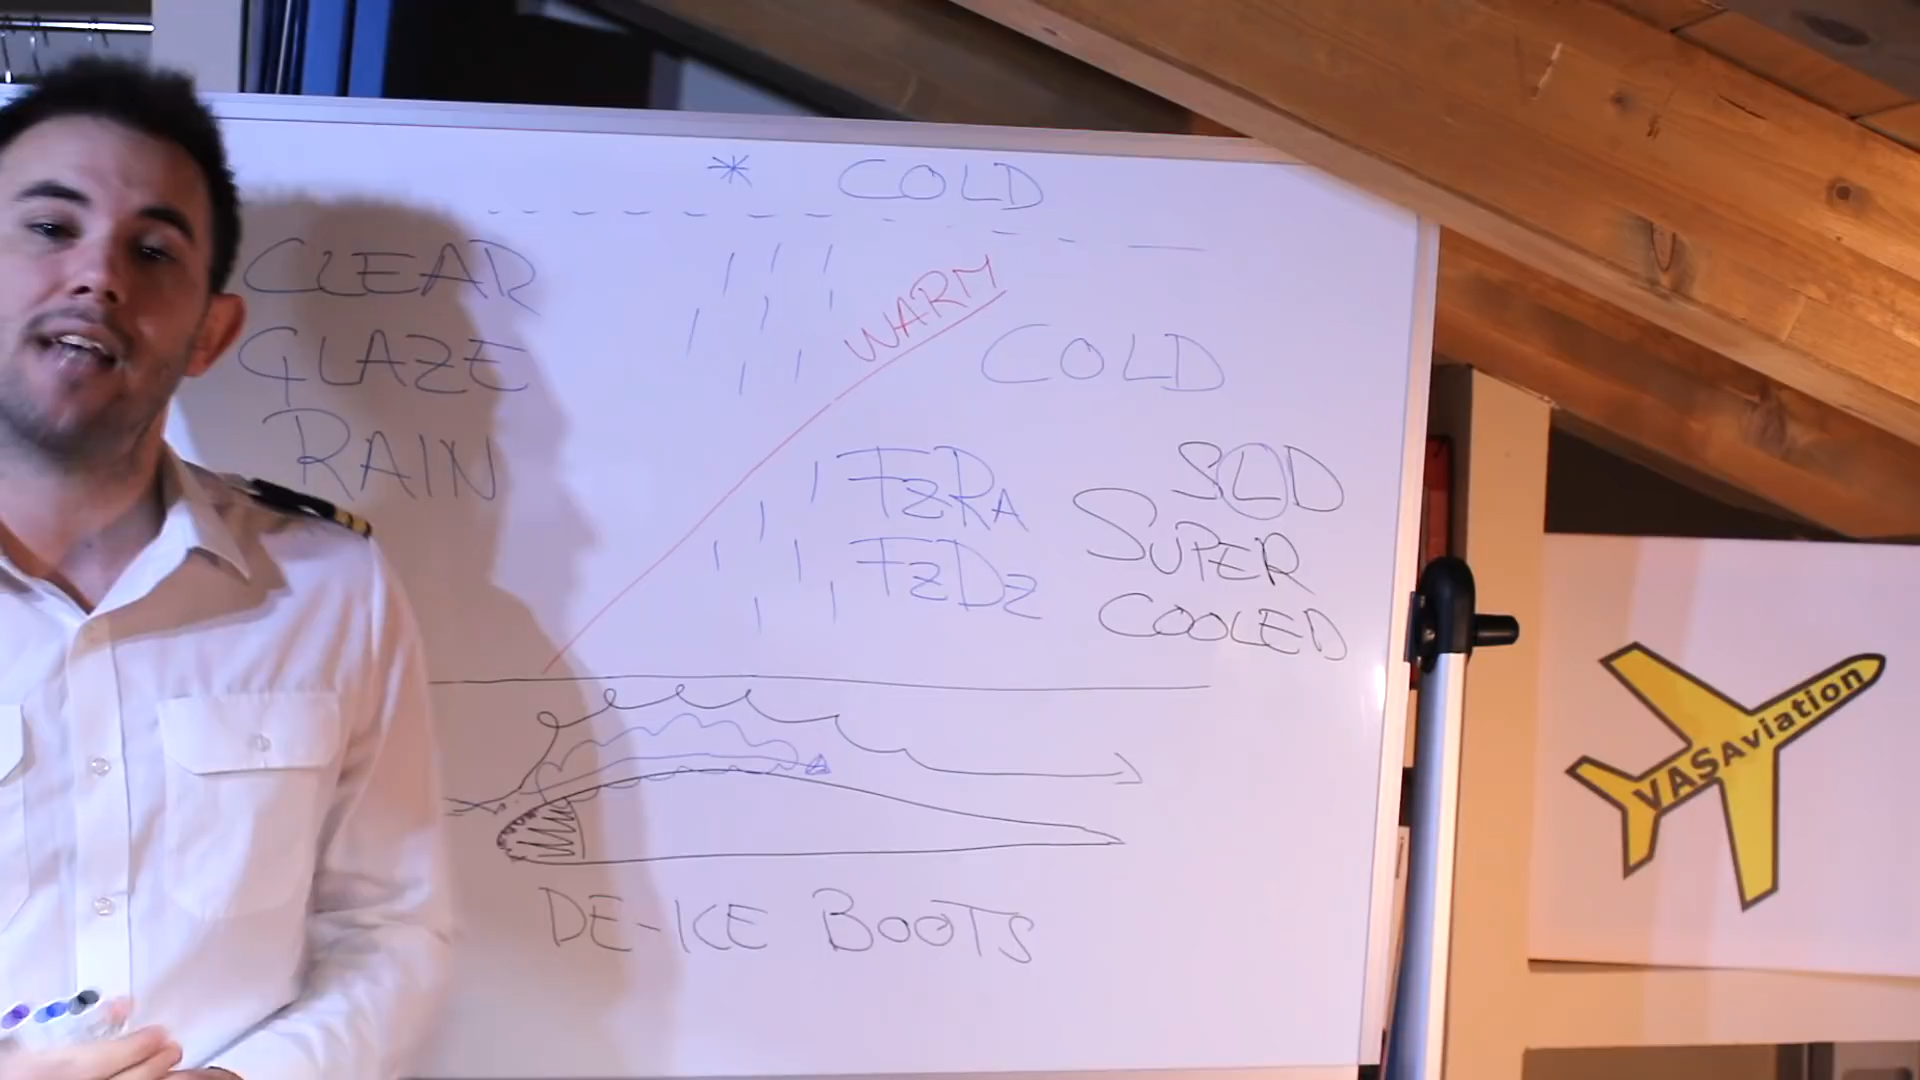 * COLD
CLEAR
GLAZE
RAIN
WARM
COLD
FZRA
FZDZ
SLD
SUPER
COOLED
DE-ICE BOOTS
VASAviation